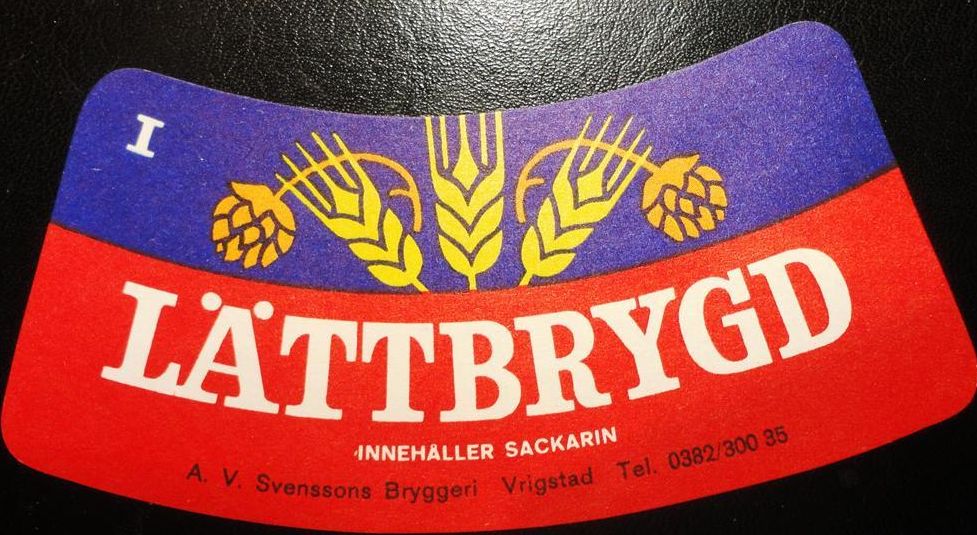 I
LÄTTBRYGD
INNEHÅLLER SACKARIN
A. V. Svenssons Bryggeri Vrigstad Tel. 0382/300 35